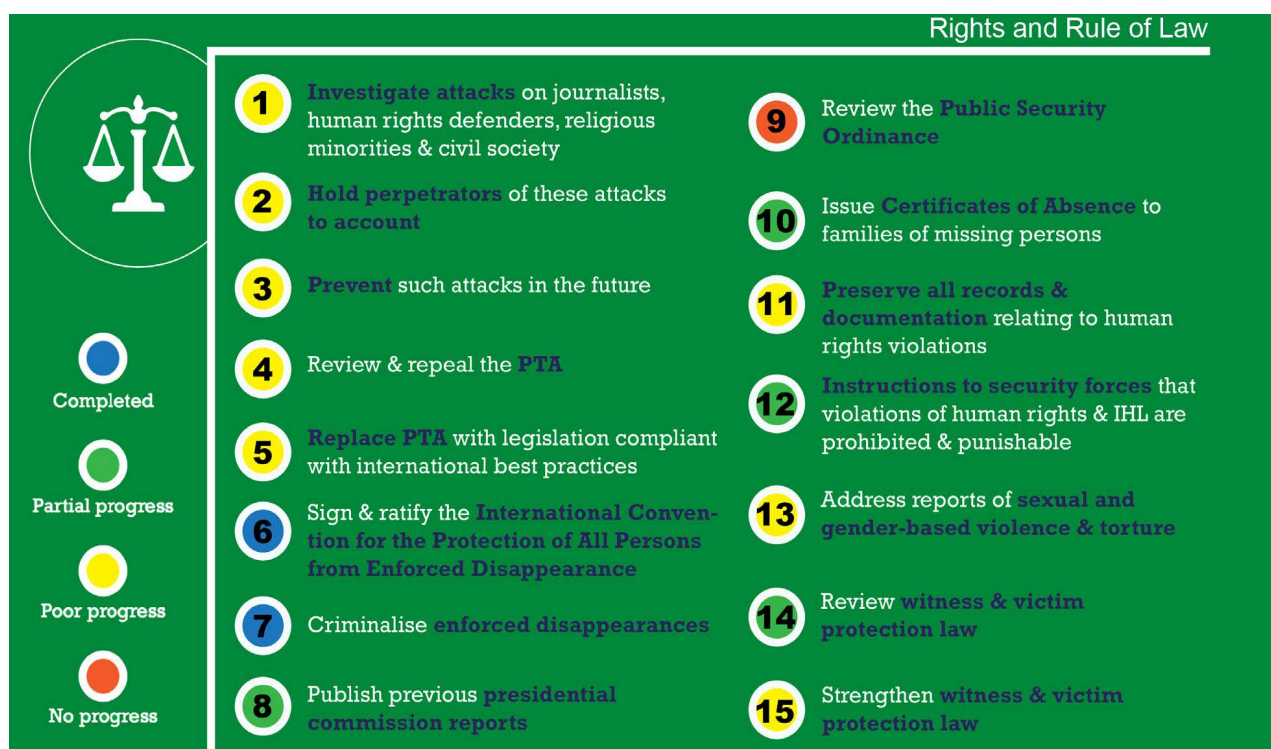 Rights and Rule of Law
Completed
Partial progress
Poor progress
No progress
1
Investigate attacks on journalists,
human rights defenders, religious
minorities & civil society
2
Hold perpetrators of these attacks
to account
3
Prevent such attacks in the future
4
Review & repeal the PTA
5
Replace PTA with legislation compliant
with international best practices
6
Sign & ratify the International Conven-
tion for the Protection of All Persons
from Enforced Disappearance
7
Criminalise enforced disappearances
8
Publish previous presidential
commission reports
9
Review the Public Security
Ordinance
10
Issue Certificates of Absence to
families of missing persons
11
Preserve all records &
documentation relating to human
rights violations
12
Instructions to security forces that
violations of human rights & IHL are
prohibited & punishable
13
Address reports of sexual and
gender-based violence & torture
14
Review witness & victim
protection law
15
Strengthen witness & victim
protection law